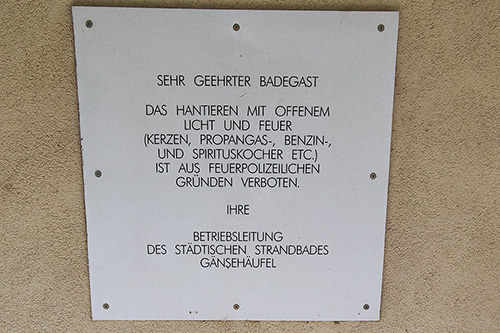 SEHR GEEHRTER BADEGAST
DAS HANTIEREN MIT OFFENEM
LICHT UND FEUER
(KERZEN, PROPANGAS-, BENZIN-,
UND SPIRITUSKOCHER ETC.)
IST AUS FEUERPOLIZEILICHEN
GRÜNDEN VERBOTEN.
IHRE
BETRIEBSLEITUNG
DES STÄDTISCHEN STRANDBADES
GÄNSEHÄUFEL